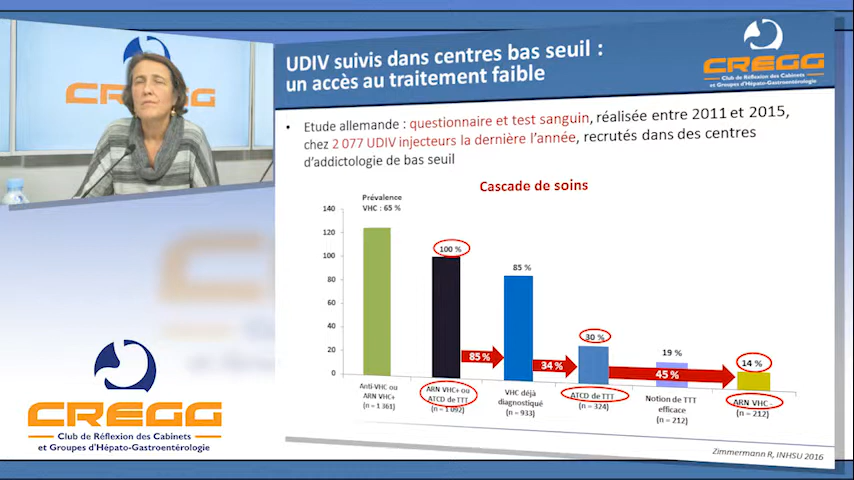 CREGG
UDIV suivis dans centres bas seuil :
un accès au traitement faible
CREGG
Club de Réflexion des Cabinets
et Groupes d'Hépato-Gastroentérologie
• Etude allemande : questionnaire et test sanguin, réalisée entre 2011 et 2015,
chez 2 077 UDIV injecteurs la dernière l'année, recrutés dans des centres
d'addictologie de bas seuil
Cascade de soins
Prévalence
VHC : 65 %
140
120
100
80
60
40
20
0
100 %
85 %
30 %
19 %
14 %
85 %
34 %
45 %
Anti-VHC ou
ARN VHC+
(n = 1 361)
ARN VHC+ ou
ATCD de TTT
(n = 1 092)
VHC déjà
diagnostiqué
(n = 933)
ATCD de TTT
(n = 324)
Notion de TTT
efficace
(n = 212)
ARN VHC -
(n = 212)
Zimmermann R, INHSU 2016
CREGG
Club de Réflexion des Cabinets
et Groupes d'Hépato-Gastroentérologie